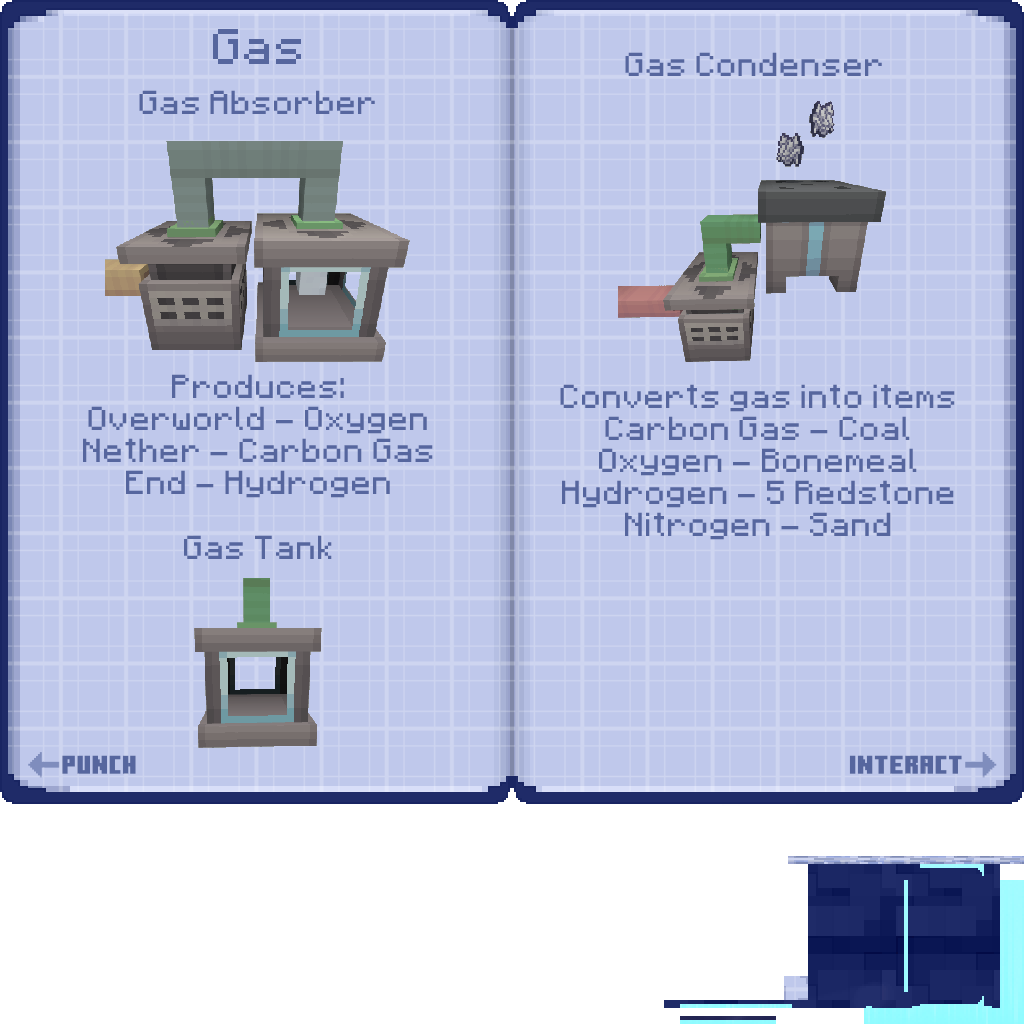 Gas
Gas Absorber
Produces:
Overworld – Oxygen
Nether – Carbon Gas
End – Hydrogen
Gas Tank
PUNCH
Gas Condenser
Converts gas into items
Carbon Gas – Coal
Oxygen – Bonemeal
Hydrogen – 5 Redstone
Nitrogen – Sand
INTERACT